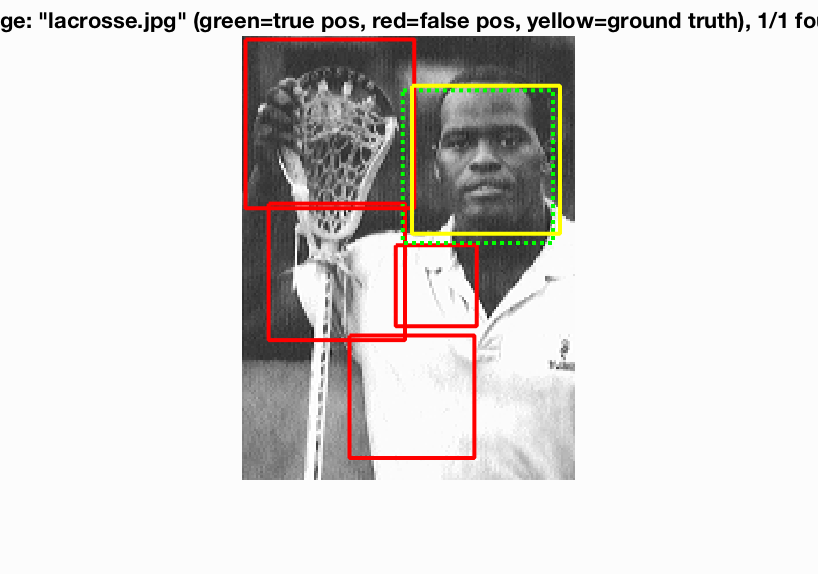 ge: "lacrosse.jpg" (green=true pos, red=false pos, yellow=ground truth), 1/1 fou